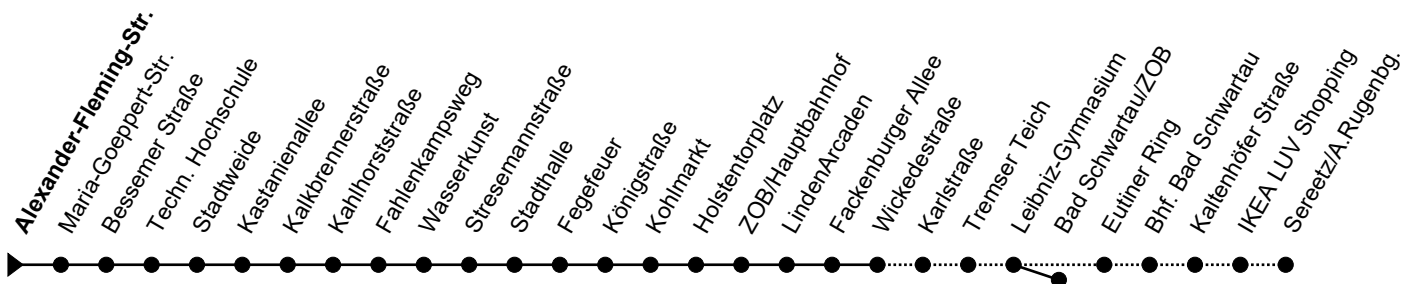 Alexander-Fleming-Str.
Maria-Goeppert-Str.
Bessemer Straße
Techn. Hochschule
Stadtweide
Kastanienallee
Kalkbrennerstraße
Kahlhorststraße
Fahlenkampsweg
Wasserkunst
Stresemannstraße
Stadthalle
Fegefeuer
Königstraße
Kohlmarkt
Holstentorplatz
ZOB/Hauptbahnhof
LindenArcaden
Fackenburger Allee
Wickedestraße
Karlstraße
Tremser Teich
Leibniz-Gymnasium
Bad Schwartau/ZOB
Eutiner Ring
Bhf. Bad Schwartau
Kaltenhöfer Straße
IKEA LUV Shopping
Sereetz/A.Rugenbg.